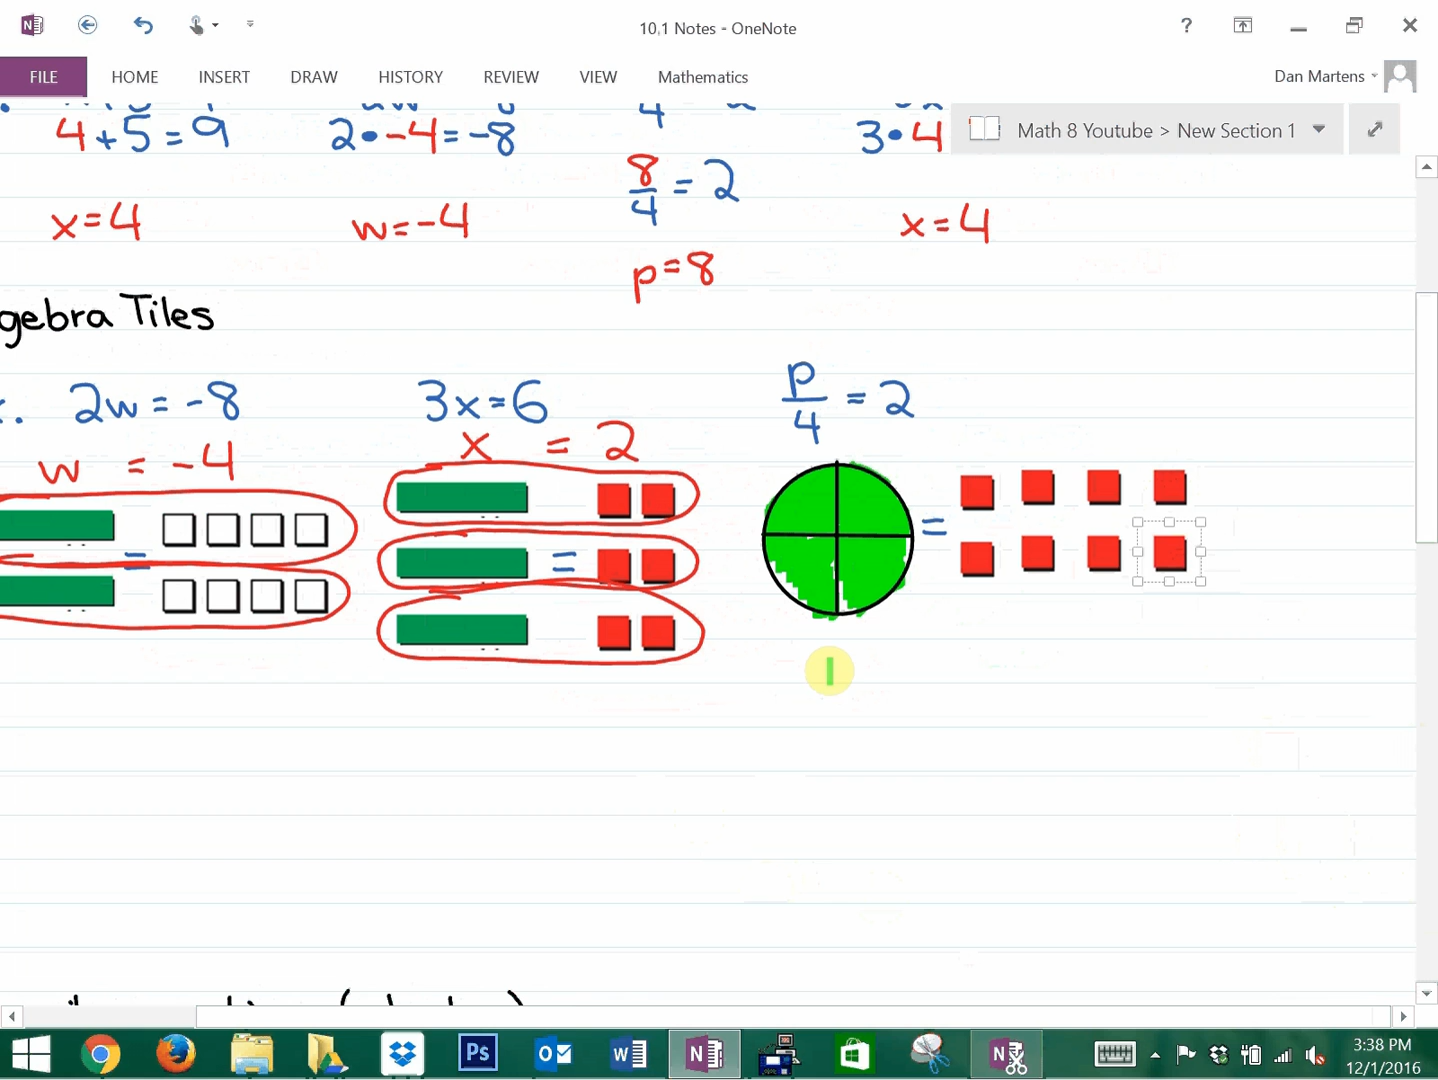 10,1 Notes - OneNote
FILE HOME INSERT DRAW HISTORY REVIEW VIEW Mathematics
Dan Martens
Math 8 Youtube > New Section 1
4 + 5 = 9
2 • -4 = -8
4
8/4 = 2
3 • 4
x = 4
w = -4
p = 8
x = 4
gebra Tiles
2w = -8
3x = 6
p/4 = 2
w = -4
x = 2
=
=
=
3:38 PM
12/1/2016